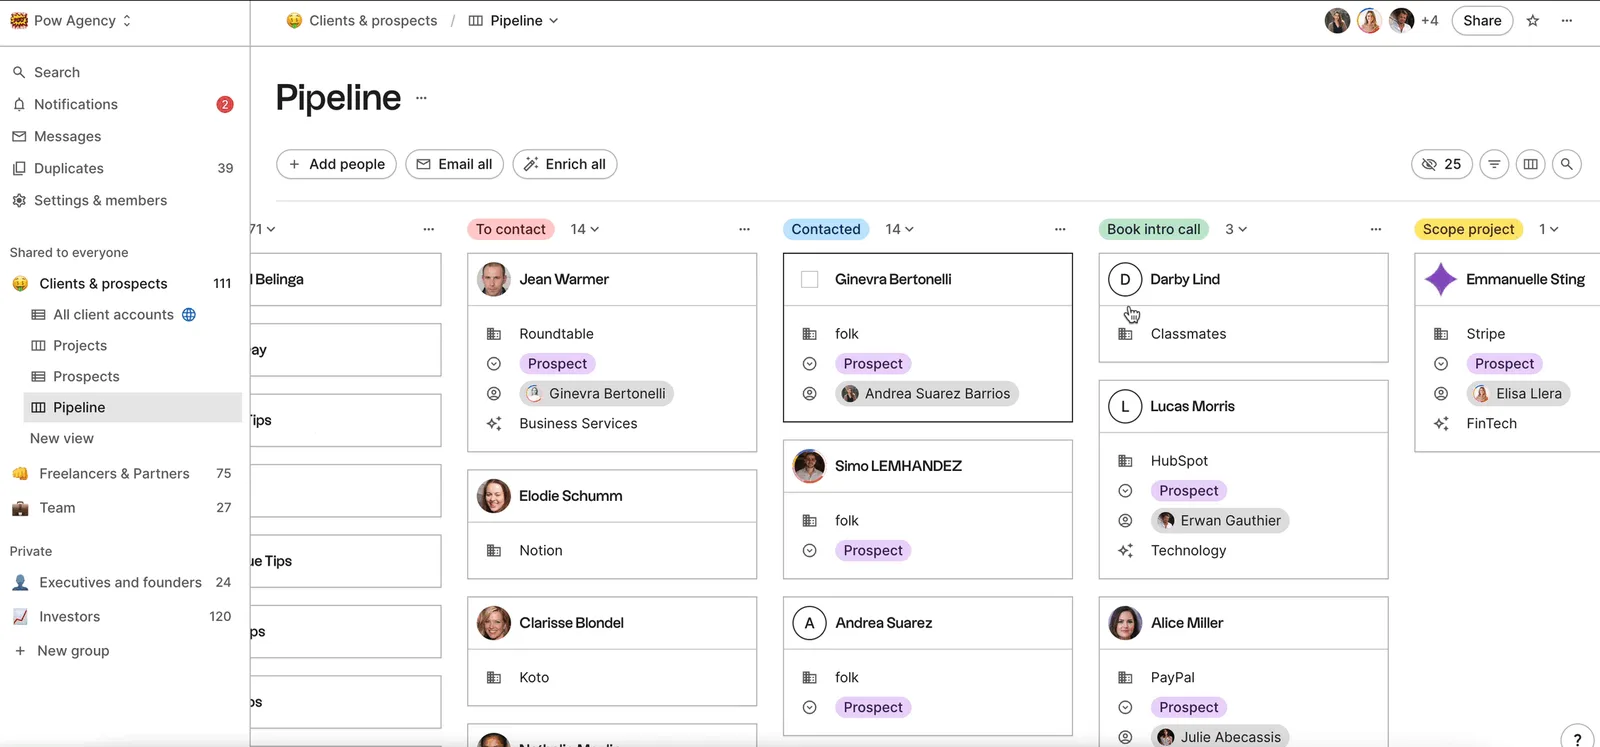 Pow Agency
Clients & prospects / Pipeline
+4
Share
Search
Notifications 2
Messages
Duplicates 39
Settings & members
Shared to everyone
Clients & prospects 111
All client accounts
Projects
Prospects
Pipeline
New view
Freelancers & Partners 75
Team 27
Private
Executives and founders 24
Investors 120
+ New group
Pipeline
+ Add people
Email all
Enrich all
25
71
Belinga
ay
ips
ue Tips
ps
os
To contact 14
Jean Warmer
Roundtable
Prospect
Ginevra Bertonelli
Business Services
Elodie Schumm
Notion
Clarisse Blondel
Koto
Contacted 14
Ginevra Bertonelli
folk
Prospect
Andrea Suarez Barrios
Simo LEMHANDEZ
folk
Prospect
A Andrea Suarez
folk
Prospect
Book intro call 3
D Darby Lind
Classmates
L Lucas Morris
HubSpot
Prospect
Erwan Gauthier
Technology
Alice Miller
PayPal
Prospect
Julie Abecassis
Scope project 1
Emmanuelle Sting
Stripe
Prospect
Elisa Llera
FinTech
?